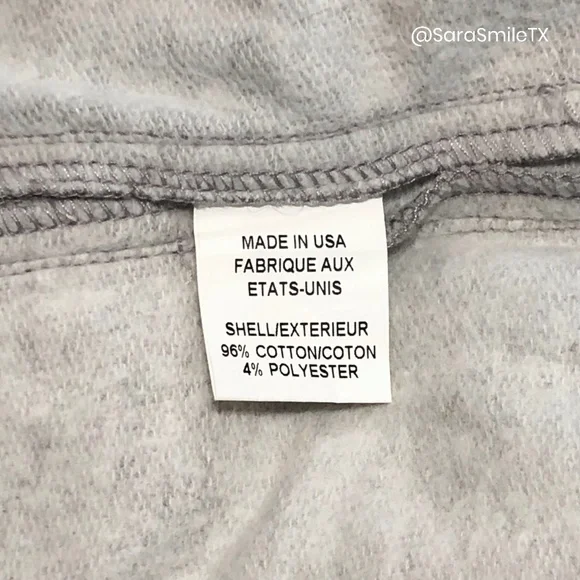 @SaraSmileTX
MADE IN USA
FABRIQUE AUX
ETATS-UNIS
SHELL/EXTERIEUR
96% COTTON/COTON
4% POLYESTER